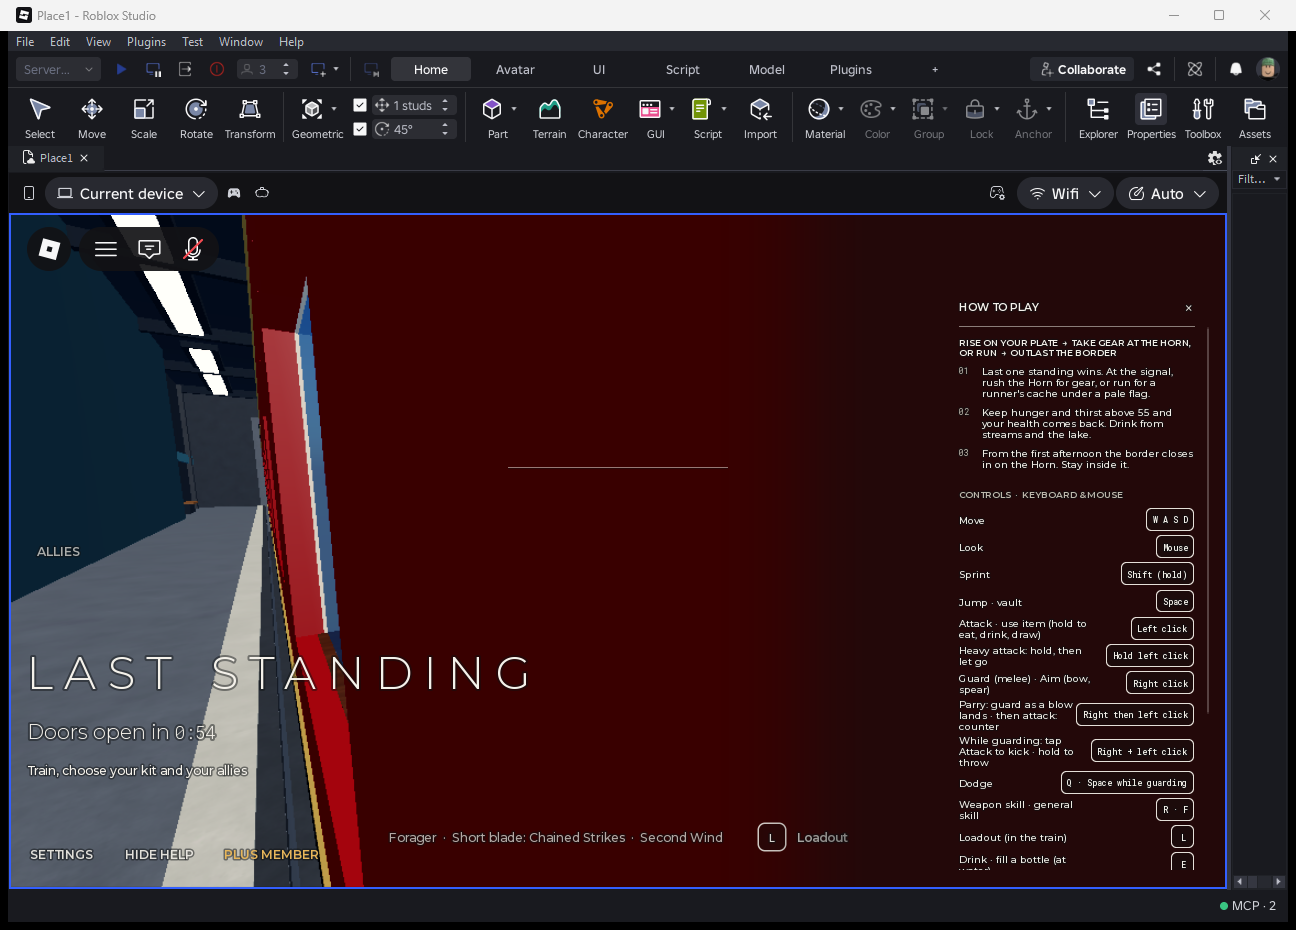 Place1 - Roblox Studio
File Edit View Plugins Test Window Help
Server... 3 Home Avatar UI Script Model Plugins + Collaborate
1 studs
45°
Select Move Scale Rotate Transform Geometric Part Terrain Character GUI Script Import Material Color Group Lock Anchor Explorer Properties Toolbox Assets
Place1
Filt...
Current device Wifi Auto
HOW TO PLAY ×
RISE ON YOUR PLATE → TAKE GEAR AT THE HORN,
OR RUN → OUTLAST THE BORDER
01 Last one standing wins. At the signal,
rush the Horn for gear, or run for a
runner's cache under a pale flag.
02 Keep hunger and thirst above 55 and
your health comes back. Drink from
streams and the lake.
03 From the first afternoon the border closes
in on the Horn. Stay inside it.
CONTROLS · KEYBOARD & MOUSE
Move W A S D
Look Mouse
Sprint Shift (hold)
Jump · vault Space
Attack · use item (hold to
eat, drink, draw) Left click
Heavy attack: hold, then
let go Hold left click
Guard (melee) · Aim (bow,
spear) Right click
Parry: guard as a blow
lands · then attack:
counter Right then left click
While guarding: tap
Attack to kick · hold to
throw Right + left click
Dodge Q · Space while guarding
Weapon skill · general
skill R · F
Loadout (in the train) L
Drink · fill a bottle (at
water) E
ALLIES
LAST STANDING
Doors open in 0:54
Train, choose your kit and your allies
Forager · Short blade: Chained Strikes · Second Wind L Loadout
SETTINGS HIDE HELP PLUS MEMBER
MCP · 2